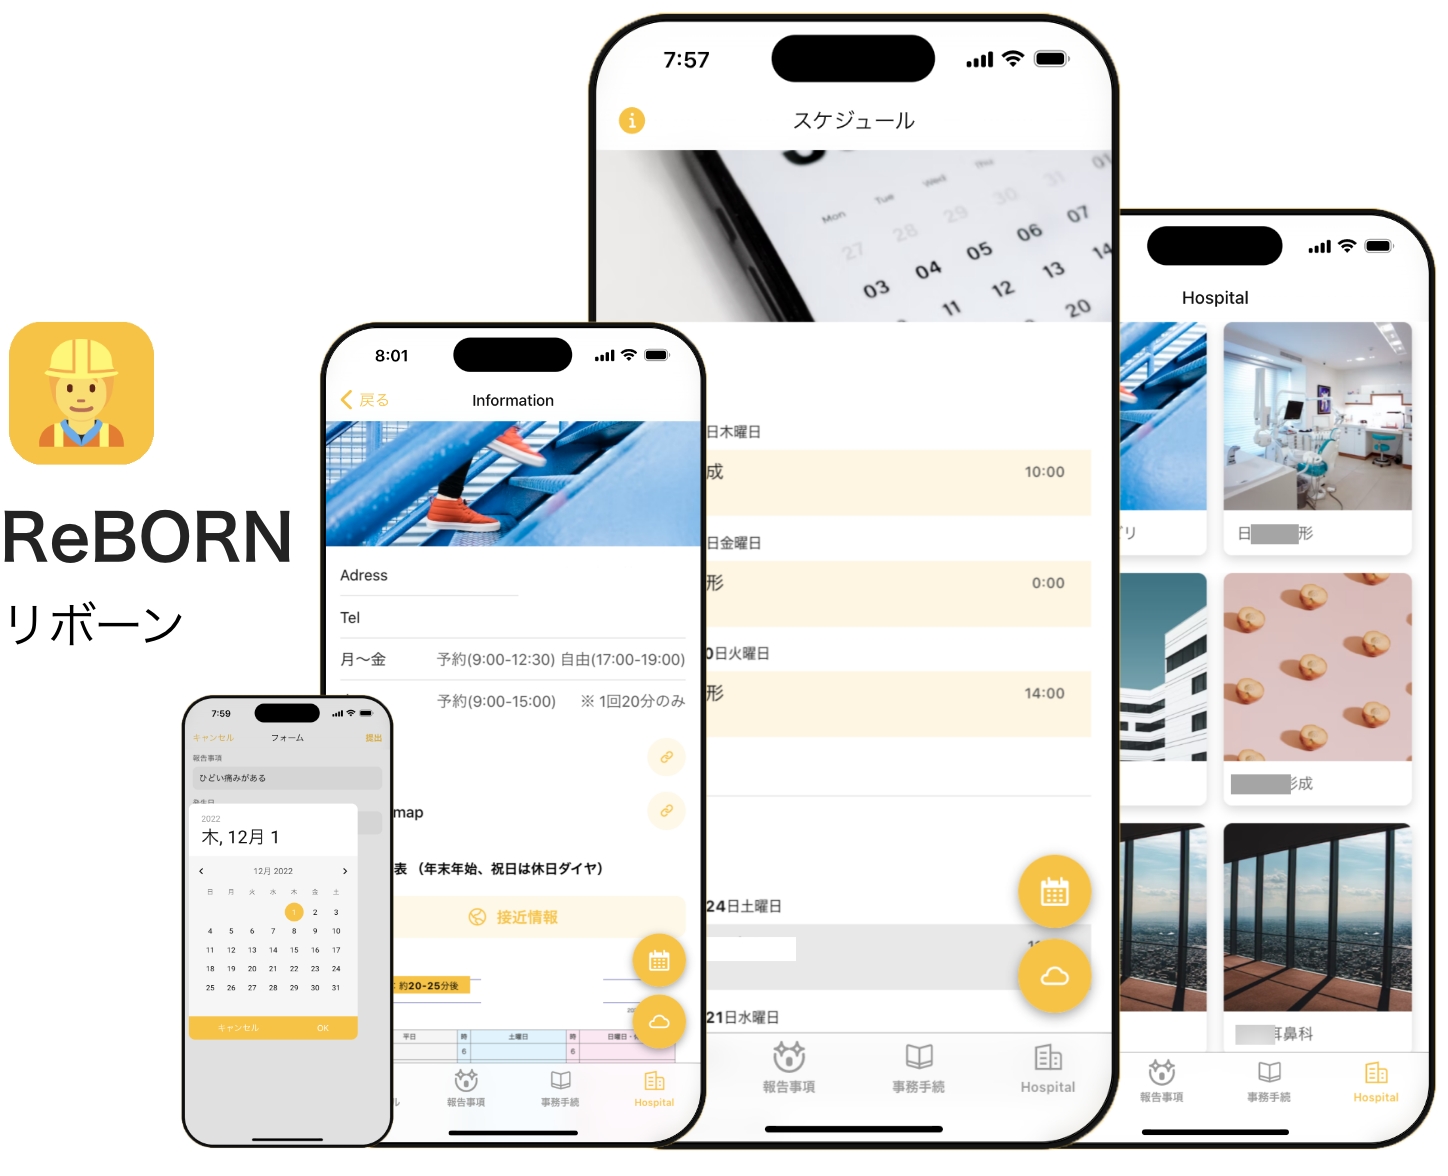 ReBORN
リボーン
7:59
キャンセル
フォーム
提出
報告事項
ひどい痛みがある
発生日
2022
木, 12月 1
12月 2022
日 月 火 水 木 金 土
1 2 3
4 5 6 7 8 9 10
11 12 13 14 15 16 17
18 19 20 21 22 23 24
25 26 27 28 29 30 31
キャンセル
OK
8:01
戻る
Information
Adress
Tel
月〜金 予約(9:00-12:30) 自由(17:00-19:00)
予約(9:00-15:00) ※ 1回20分のみ
map
表 （年末年始、祝日は休日ダイヤ）
接近情報
: 約20-25分後
平日 時 土曜日 時 日曜日・
6 6
ル
報告事項
事務手続
Hospital
7:57
スケジュール
Mon Tue Wed Thu
27 28 29 30 31 01
03 04 05 06 07
11 12 13 14
20
日木曜日
成 10:00
日金曜日
形 0:00
0日火曜日
形 14:00
24日土曜日
21日水曜日
報告事項
事務手続
Hospital
Hospital
リ
日 形
形成
耳鼻科
報告事項
事務手続
Hospital